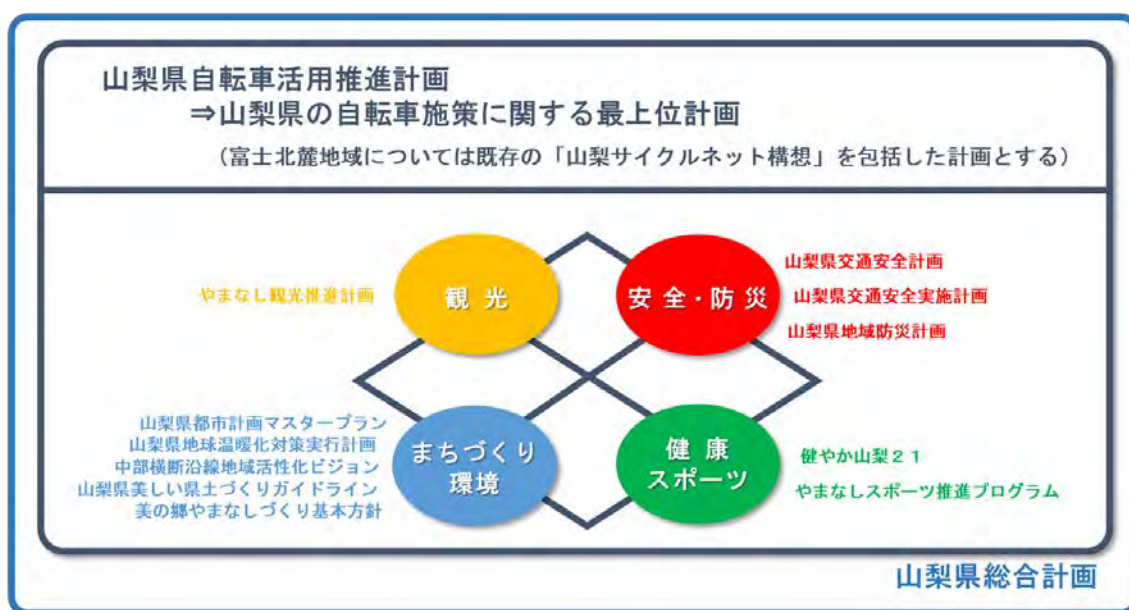 山梨県自転車活用推進計画
⇒山梨県の自転車施策に関する最上位計画
(富士北麓地域については既存の「山梨サイクルネット構想」を包括した計画とする)
やまなし観光推進計画
観光
安全・防災
山梨県交通安全計画
山梨県交通安全実施計画
山梨県地域防災計画
山梨県都市計画マスタープラン
山梨県地球温暖化対策実行計画
中部横断沿線地域活性化ビジョン
山梨県美しい県土づくりガイドライン
美の郷やまなしづくり基本方針
まちづくり
環境
健康
スポーツ
健やか山梨21
やまなしスポーツ推進プログラム
山梨県総合計画